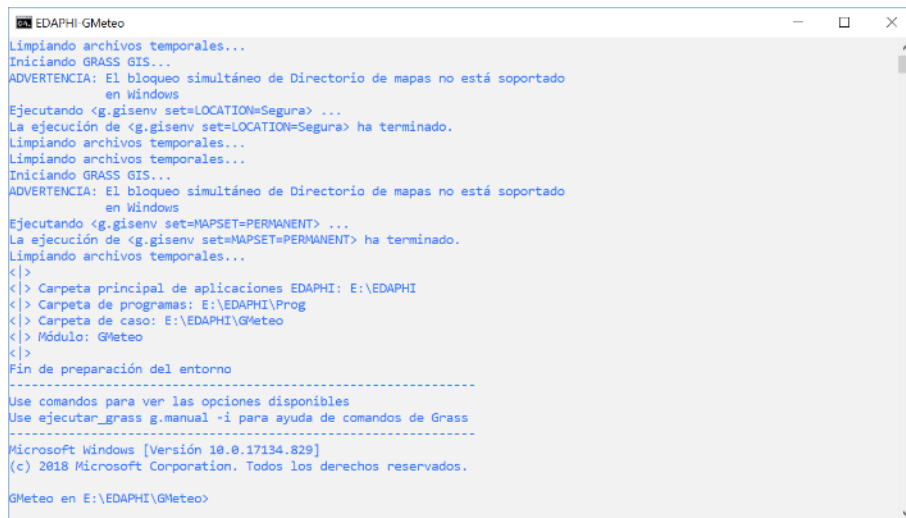 EDAPHI-GMeteo
Limpiando archivos temporales...
Iniciando GRASS GIS...
ADVERTENCIA: El bloqueo simultáneo de Directorio de mapas no está soportado
en Windows
Ejecutando <g.gisenv set=LOCATION=Segura> ...
La ejecución de <g.gisenv set=LOCATION=Segura> ha terminado.
Limpiando archivos temporales...
Limpiando archivos temporales...
Iniciando GRASS GIS...
ADVERTENCIA: El bloqueo simultáneo de Directorio de mapas no está soportado
en Windows
Ejecutando <g.gisenv set=MAPSET=PERMANENT> ...
La ejecución de <g.gisenv set=MAPSET=PERMANENT> ha terminado.
Limpiando archivos temporales...
<|>
<|> Carpeta principal de aplicaciones EDAPHI: E:\EDAPHI
<|> Carpeta de programas: E:\EDAPHI\Prog
<|> Carpeta de caso: E:\EDAPHI\GMeteo
<|> Módulo: GMeteo
<|>
Fin de preparación del entorno
---------------------------------------------------------------
Use comandos para ver las opciones disponibles
Use ejecutar_grass g.manual -i para ayuda de comandos de Grass
---------------------------------------------------------------
Microsoft Windows [Versión 10.0.17134.829]
(c) 2018 Microsoft Corporation. Todos los derechos reservados.
GMeteo en E:\EDAPHI\GMeteo>